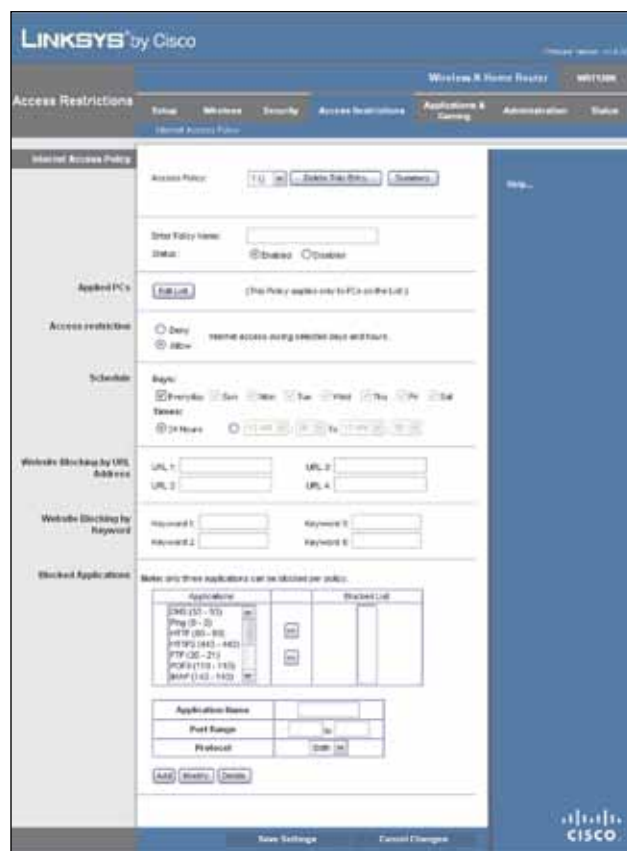 LINKSYS® by Cisco
Wireless-N Home Router
Access Restrictions
Setup Wireless Security Access Restrictions Applications & Gaming Administration Status
Internet Access Policy
Internet Access Policy
Access Policy:
Delete This Entry Summary
Help...
Enter Policy Name:
Status: Enabled Disabled
Applied PCs
Edit List (This Policy applies only to PCs on the List.)
Access restriction
Deny
Allow
Internet access during selected days and hours.
Schedule
Days:
Everyday Sun Mon Tue Wed Thu Fri Sat
Times:
24 Hours To
Website Blocking by URL Address
URL 1: URL 3:
URL 2: URL 4:
Website Blocking by Keyword
Keyword 1: Keyword 3:
Keyword 2: Keyword 4:
Blocked Applications
Note: only three applications can be blocked per policy.
Applications Blocked List
DNS (53 - 53)
Ping (0 - 0)
HTTP (80 - 80)
HTTPS (443 - 443)
FTP (20 - 21)
POP3 (110 - 110)
IMAP (143 - 143)
>>
<<
Application Name
Port Range to
Protocol Both
Add Modify Delete
Save Settings Cancel Changes
CISCO